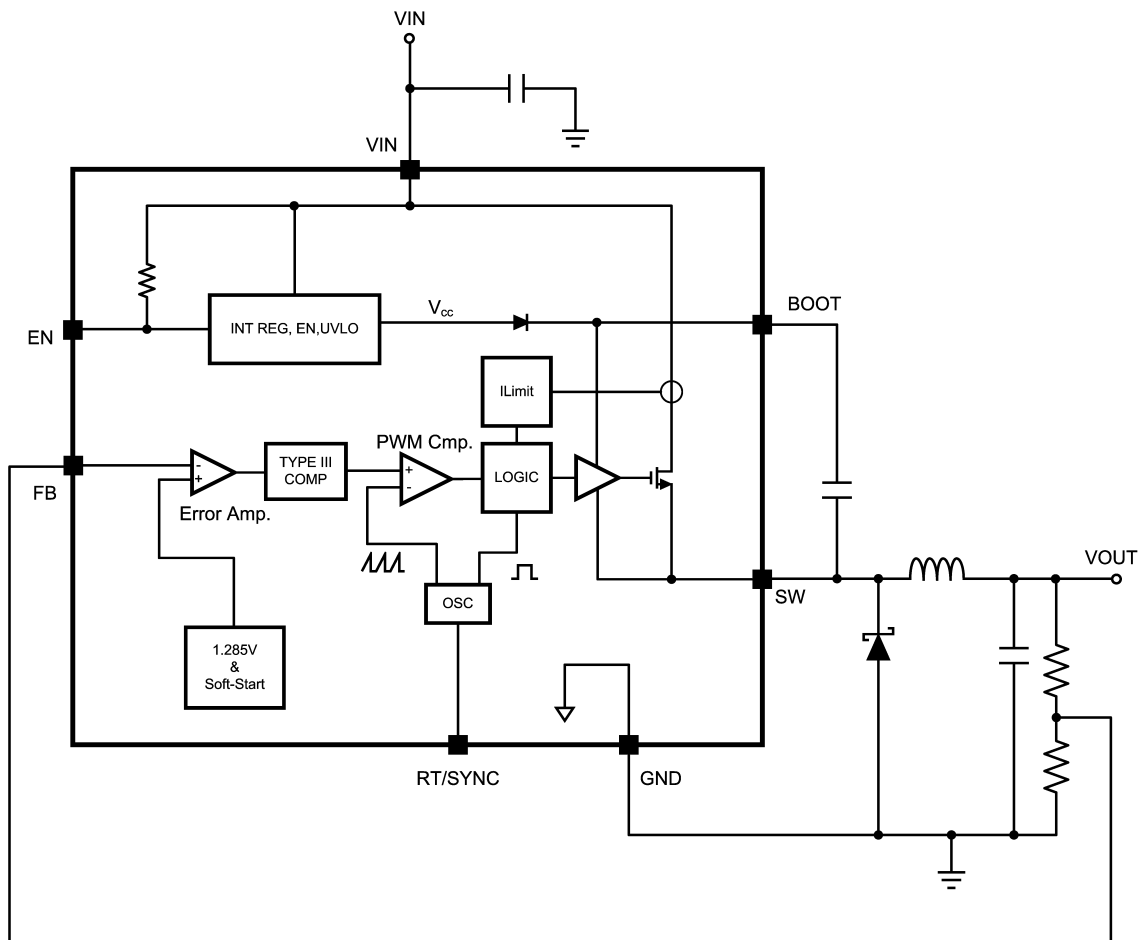 VIN
VIN
BOOT
V_cc
EN
INT REG, EN,UVLO
ILimit
PWM Cmp.
TYPE III
COMP
LOGIC
FB
-
+
+
-
Error Amp.
VOUT
OSC
SW
1.285V
&
Soft-Start
RT/SYNC
GND